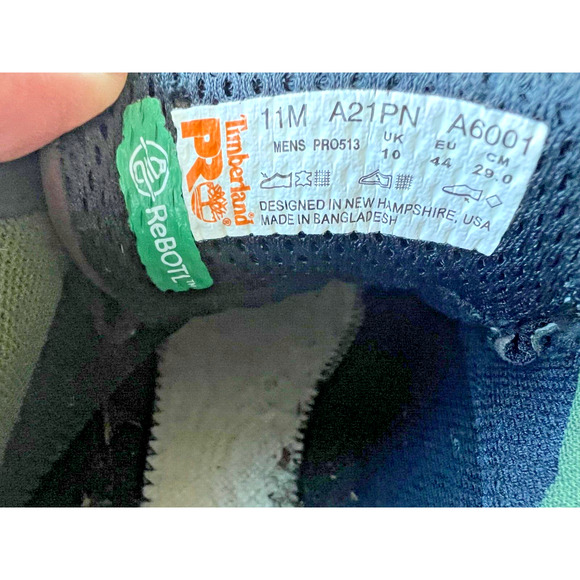 11M A21PN A6001
MENS PRO513 UK EU CM
10 44 29.0
DESIGNED IN NEW HAMPSHIRE, USA
MADE IN BANGLADESH
Timberland
PRO®
ReBOTL™